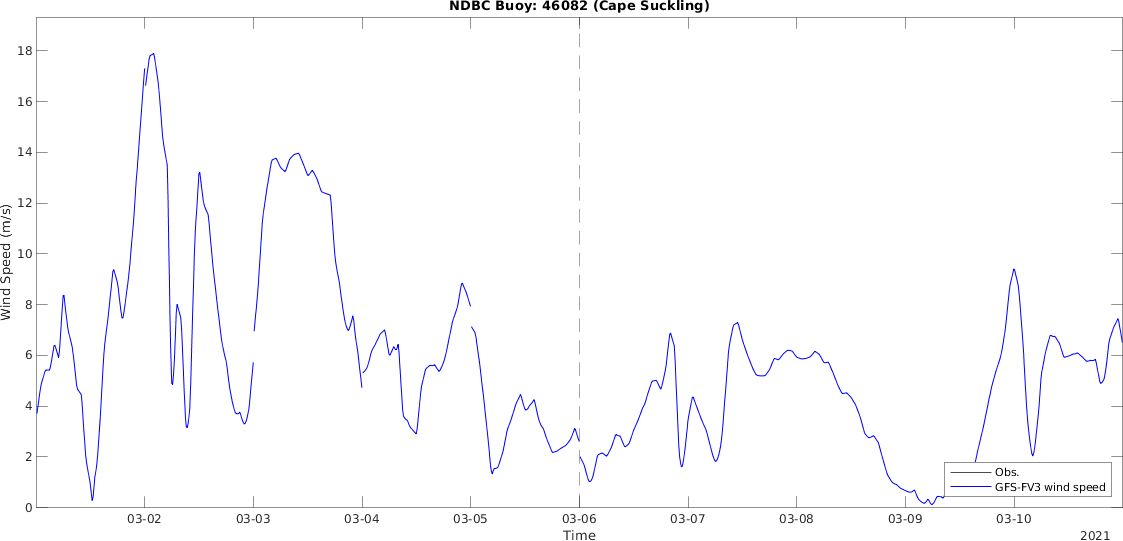 NDBC Buoy: 46082 (Cape Suckling)
18
16
14
12
10
8
6
4
2
0
Wind Speed (m/s)
03-02 03-03 03-04 03-05 03-06 03-07 03-08 03-09 03-10
Time
2021
Obs.
GFS-FV3 wind speed